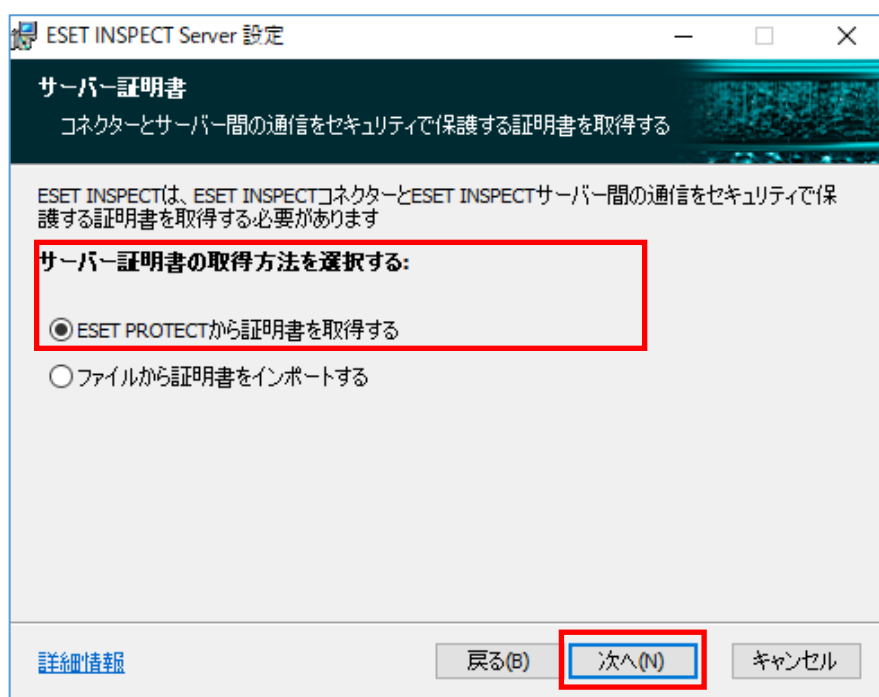 ESET INSPECT Server 設定
サーバー証明書
コネクターとサーバー間の通信をセキュリティで保護する証明書を取得する
ESET INSPECTは、ESET INSPECTコネクターとESET INSPECTサーバー間の通信をセキュリティで保
護する証明書を取得する必要があります
サーバー証明書の取得方法を選択する:
ESET PROTECTから証明書を取得する
ファイルから証明書をインポートする
詳細情報 戻る(B) 次へ(N) キャンセル